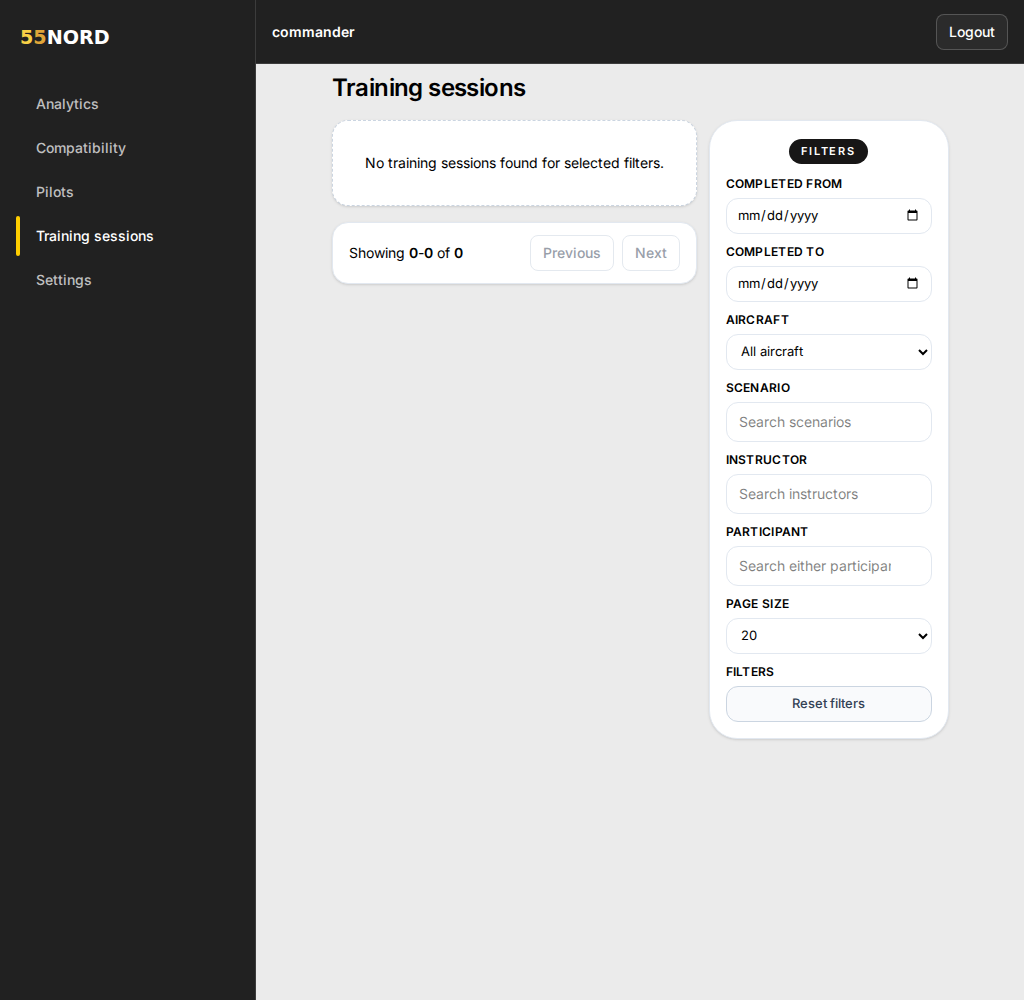 55NORD
commander
Logout
Analytics
Compatibility
Pilots
Training sessions
Settings
Training sessions
No training sessions found for selected filters.
Showing 0-0 of 0
Previous
Next
FILTERS
COMPLETED FROM
mm/dd/yyyy
COMPLETED TO
mm/dd/yyyy
AIRCRAFT
All aircraft
SCENARIO
Search scenarios
INSTRUCTOR
Search instructors
PARTICIPANT
Search either
PAGE SIZE
20
FILTERS
Reset filters